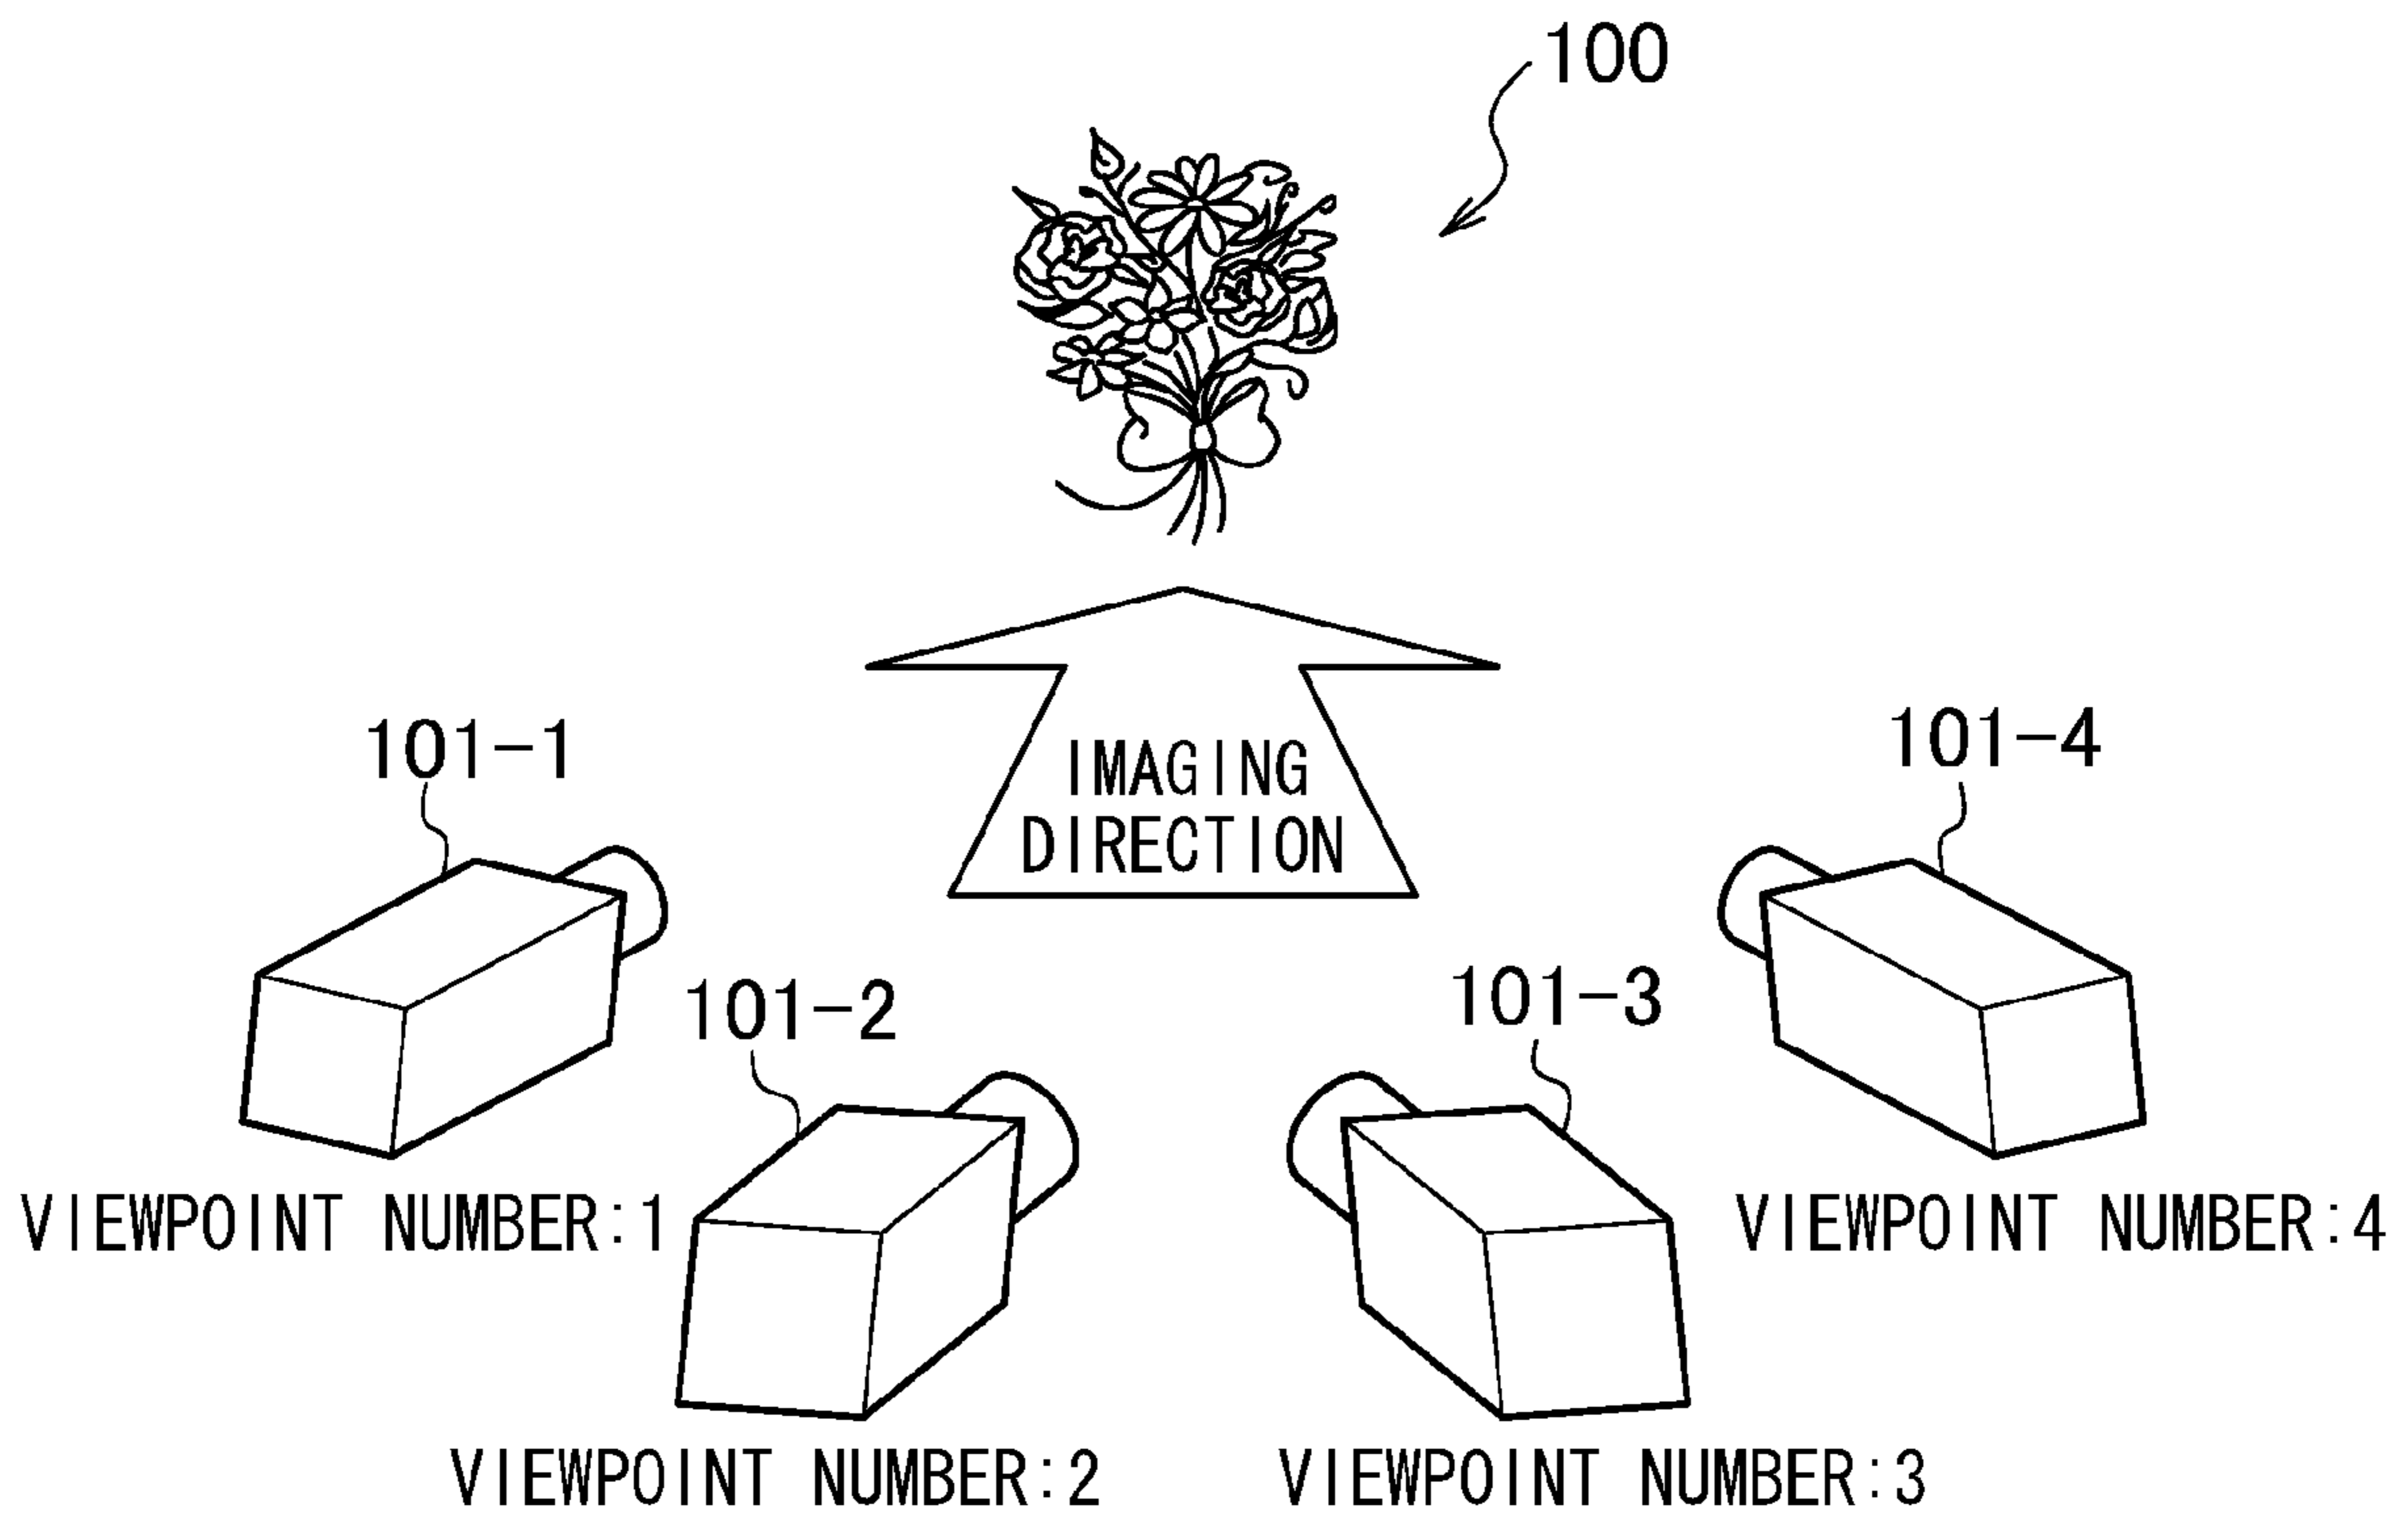 100
IMAGING
DIRECTION
101-1
101-4
101-2
101-3
VIEWPOINT NUMBER:1
VIEWPOINT NUMBER:4
VIEWPOINT NUMBER:2
VIEWPOINT NUMBER:3